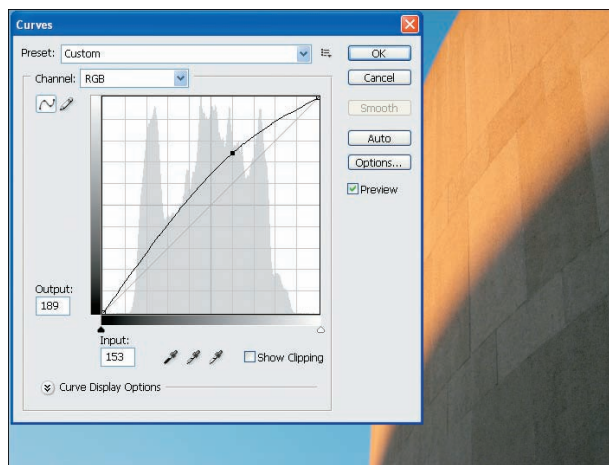 Curves
Preset: Custom
OK
Channel: RGB
Cancel
Smooth
Auto
Options...
Preview
Output:
189
Input:
153
Show Clipping
Curve Display Options